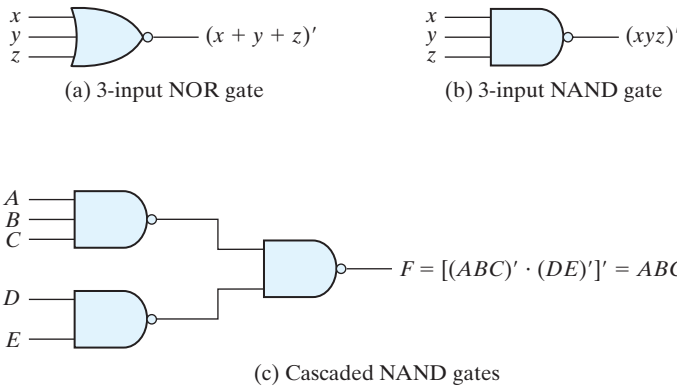 x
y
z
(x + y + z)′
(a) 3-input NOR gate
x
y
z
(xyz)′
(b) 3-input NAND gate
A
B
C
D
E
F = [(ABC)′ · (DE)′]′ = ABC
(c) Cascaded NAND gates